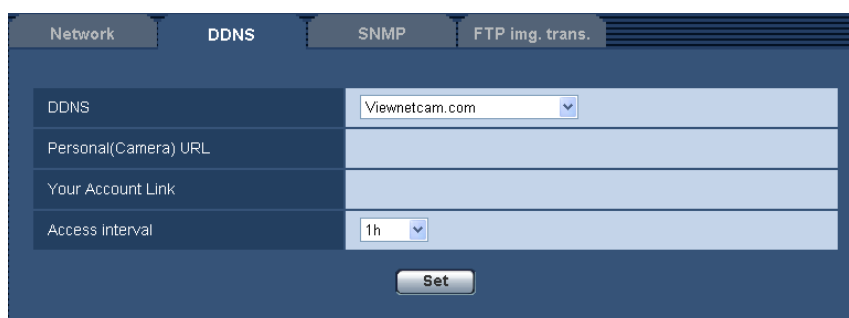 Network DDNS SNMP FTP img. trans.
DDNS Viewnetcam.com
Personal(Camera) URL
Your Account Link
Access interval 1h
Set